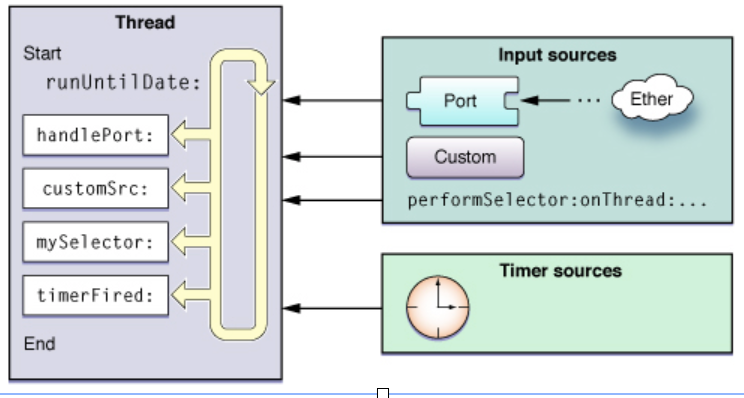 Thread
Start
runUntilDate:
handlePort:
customSrc:
mySelector:
timerFired:
End
Input sources
Port
...
Ether
Custom
performSelector:onThread:...
Timer sources